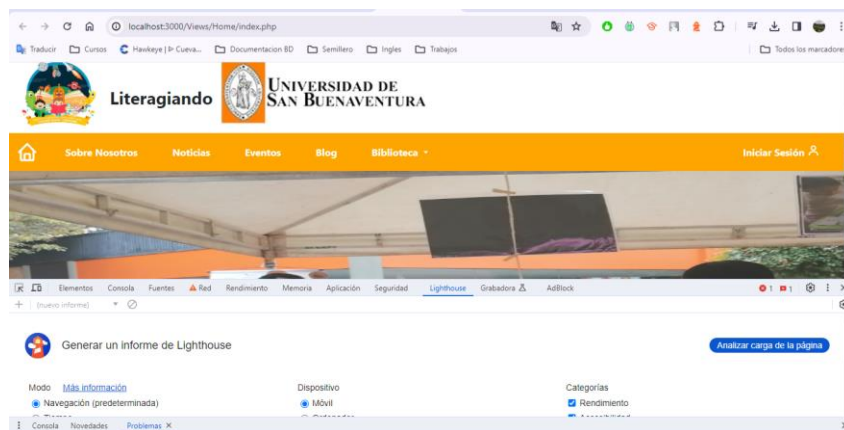 localhost:3000/Views/Home/index.php
Traducir Cursos Hawkeye | P Cueva... Documentacion BD Semillero Ingles Trabajos Todos los marcadores
Literagiando UNIVERSIDAD DE
SAN BUENAVENTURA
Sobre Nosotros Noticias Eventos Blog Biblioteca Iniciar Sesión
Elementos Consola Fuentes Red Rendimiento Memoria Aplicación Seguridad Lighthouse Grabadora AdBlock 1 1
(nuevo informe)
Generar un informe de Lighthouse Analizar carga de la página
Modo Más información Dispositivo Categorías
Navegación (predeterminada) Móvil Rendimiento
Consola Novedades Problemas ×